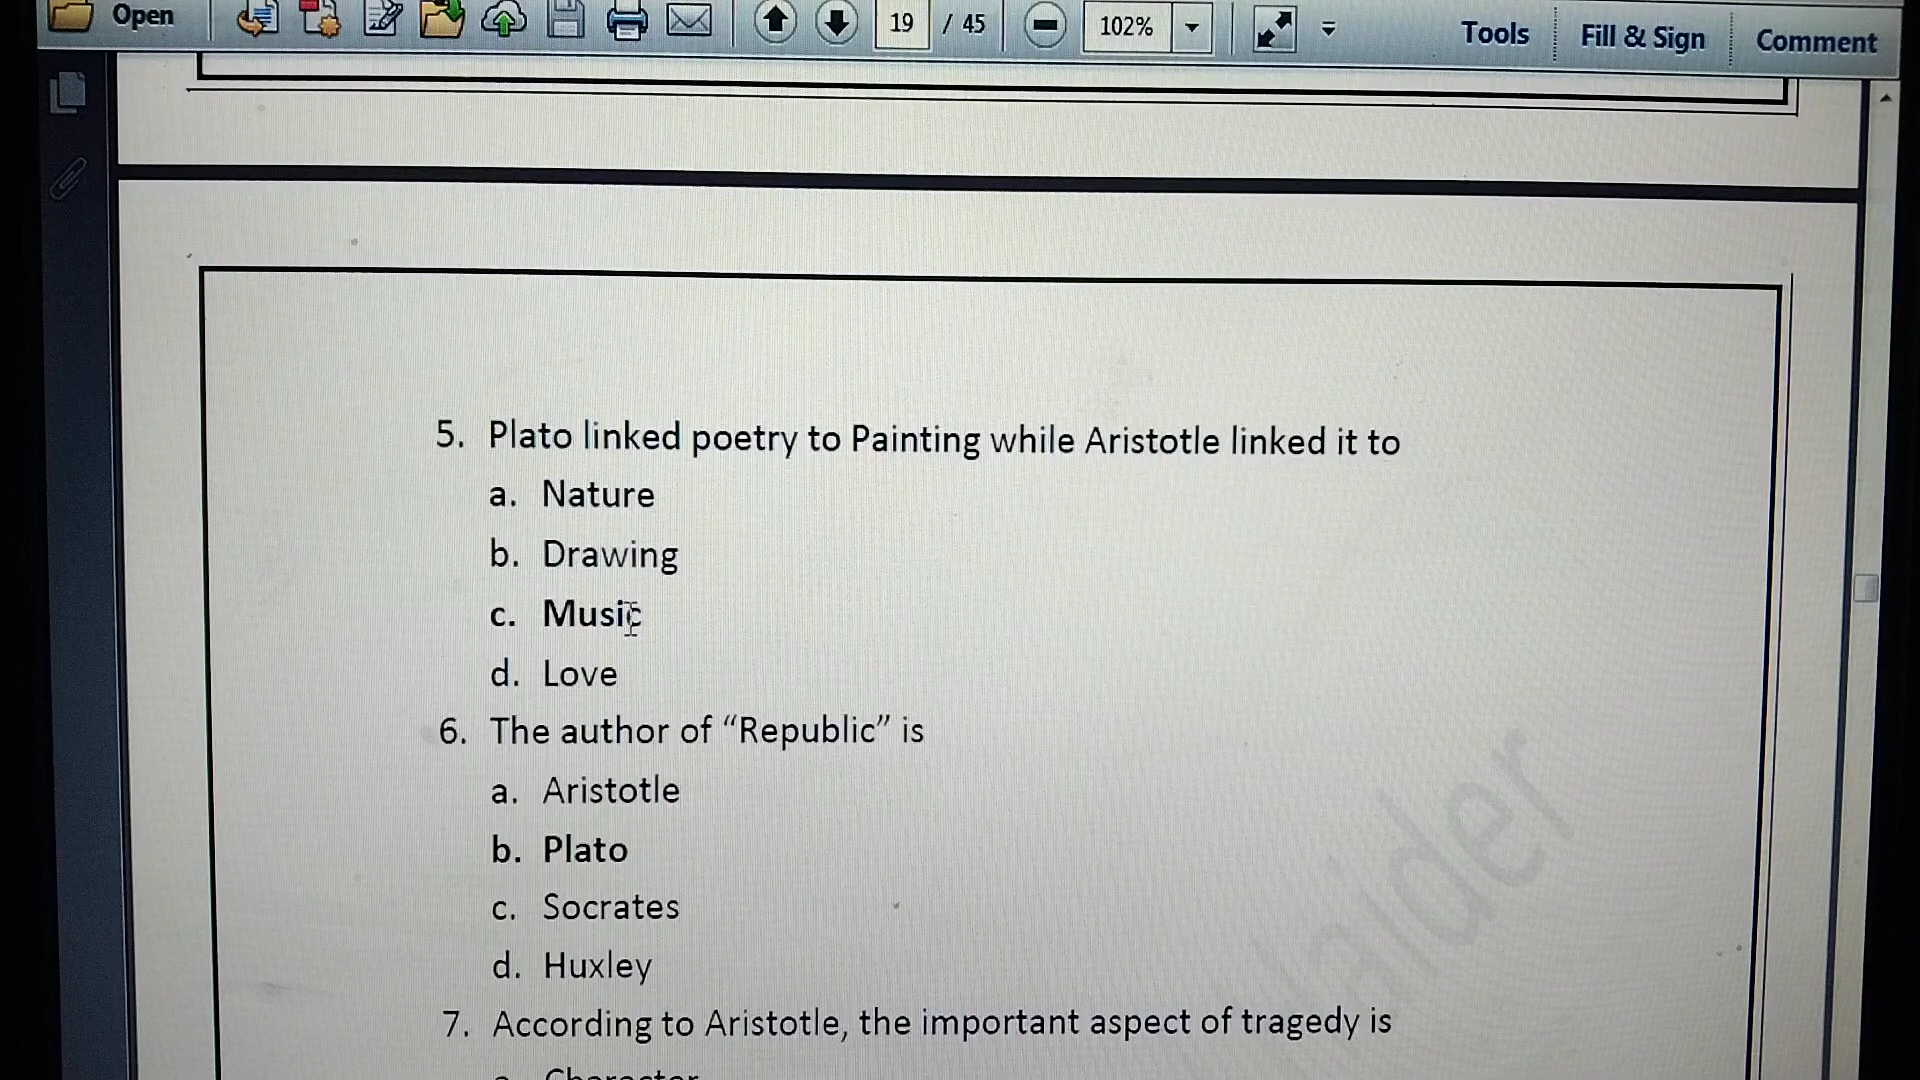 Open 19 / 45 102% Tools Fill & Sign Comment
5. Plato linked poetry to Painting while Aristotle linked it to
a. Nature
b. Drawing
c. Music
d. Love
6. The author of “Republic” is
a. Aristotle
b. Plato
c. Socrates
d. Huxley
7. According to Aristotle, the important aspect of tragedy is
a. Character